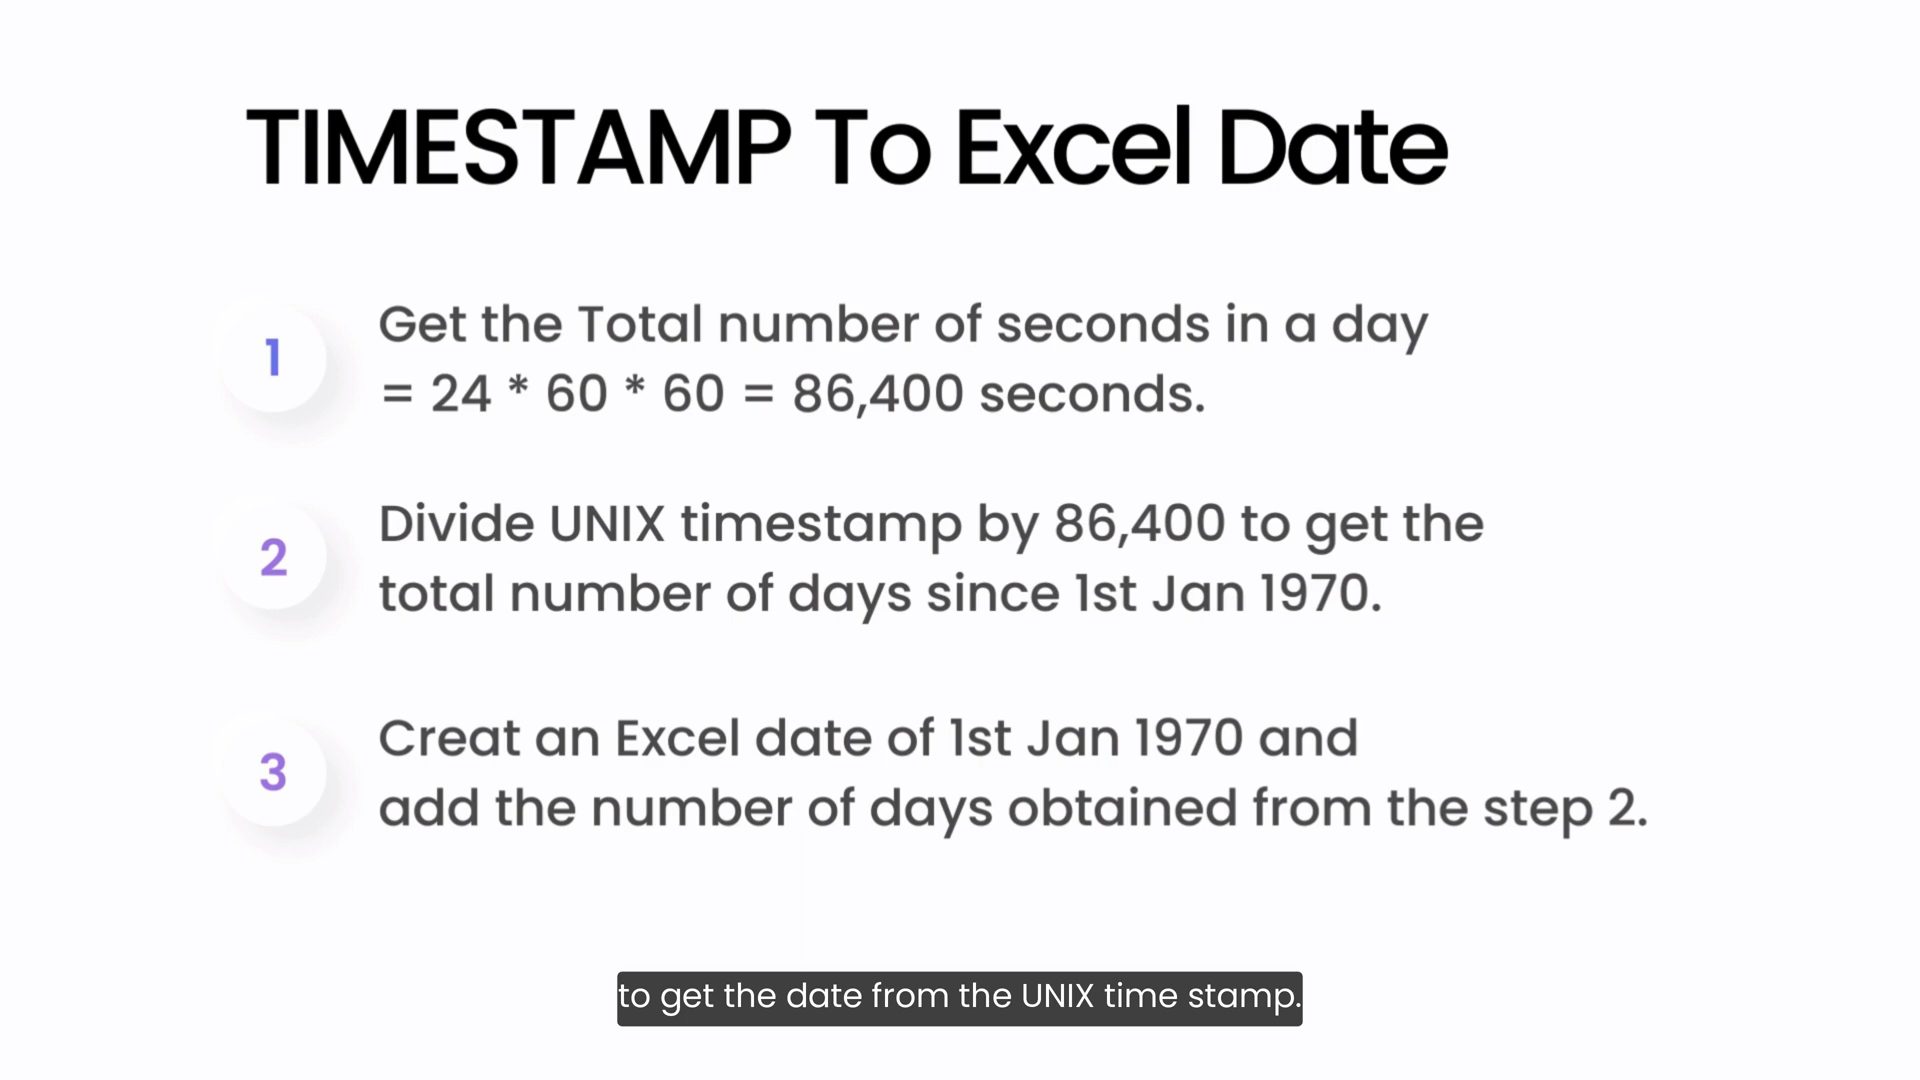 TIMESTAMP To Excel Date
1
Get the Total number of seconds in a day
= 24 * 60 * 60 = 86,400 seconds.
2
Divide UNIX timestamp by 86,400 to get the
total number of days since 1st Jan 1970.
3
Creat an Excel date of 1st Jan 1970 and
add the number of days obtained from the step 2.
to get the date from the UNIX time stamp.